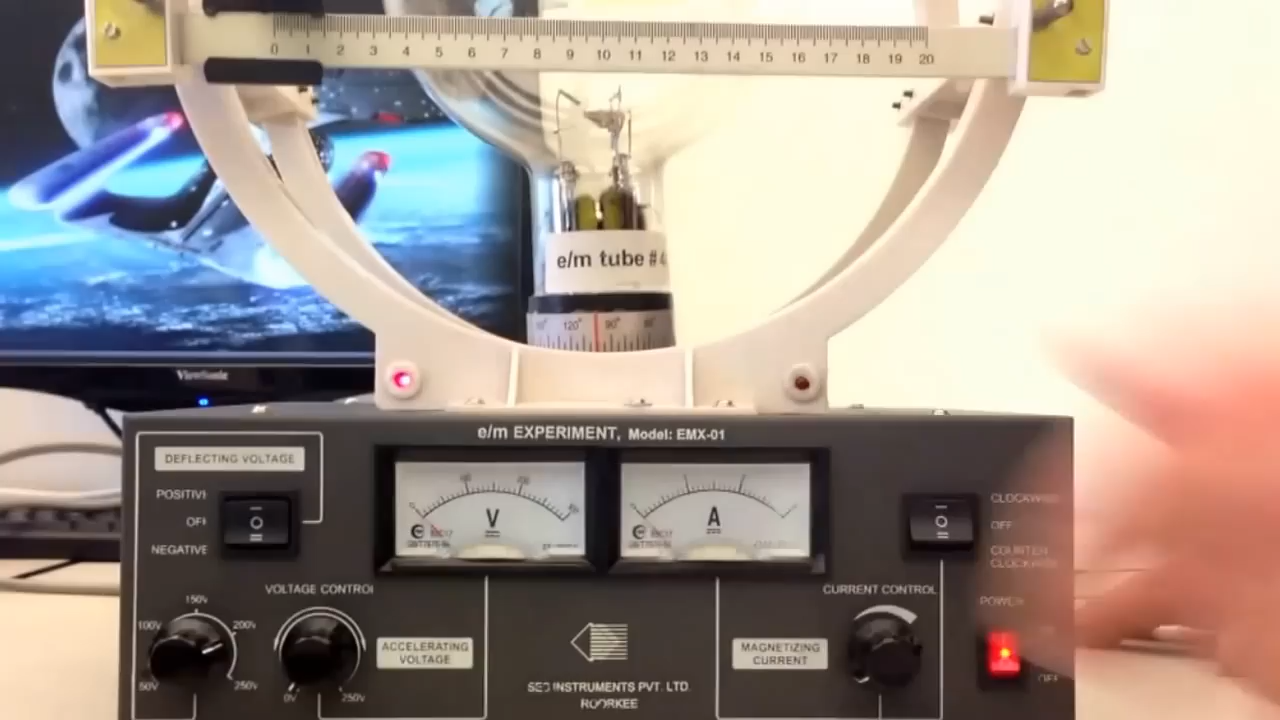 0 1 2 3 4 5 6 7 8 9 10 11 12 13 14 15 16 17 18 19 20
e/m tube #4
120° 90°
ViewSonic
e/m EXPERIMENT, Model: EMX-01
DEFLECTING VOLTAGE
POSITIVE
OFF
NEGATIVE
V
A
CLOCKWISE
OFF
COUNTER
CLOCKWISE
VOLTAGE CONTROL
CURRENT CONTROL
POWER
150V
100V
200V
50V
250V
0V
250V
ACCELERATING
VOLTAGE
MAGNETIZING
CURRENT
OFF
SES INSTRUMENTS PVT. LTD.
ROORKEE